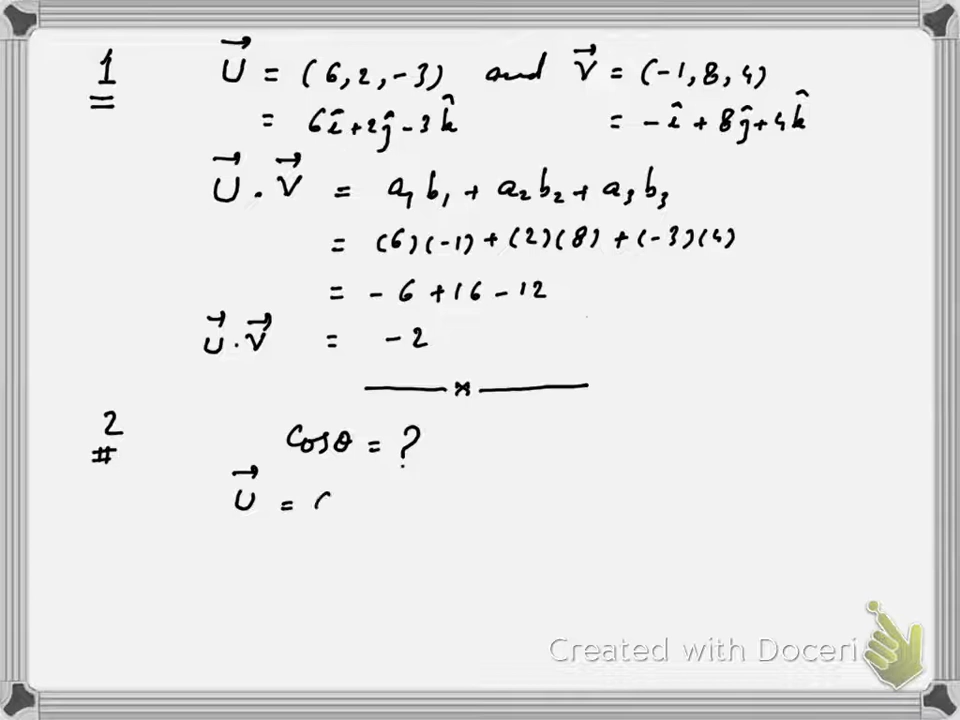 1 U⃗ = (6, 2, -3) and V⃗ = (-1, 8, 4)
= 6î + 2ĵ - 3k̂ = - î + 8ĵ + 4k̂
U⃗ . V⃗ = a₁b₁ + a₂b₂ + a₃b₃
= (6)(-1) + (2)(8) + (-3)(4)
= - 6 + 16 - 12
U⃗ . V⃗ = - 2
2
# Cosθ = ?
U⃗ = (
Created with Doceri